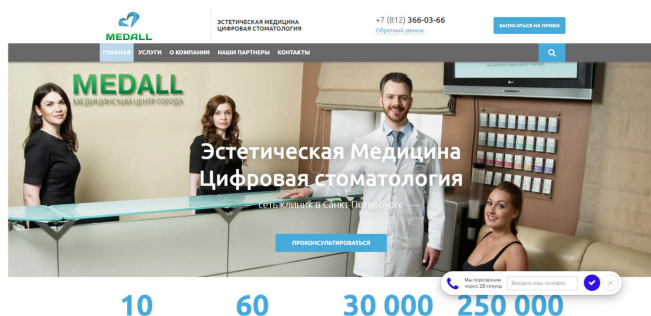 MEDALL
ЭСТЕТИЧЕСКАЯ МЕДИЦИНА
ЦИФРОВАЯ СТОМАТОЛОГИЯ
+7 (812) 366-03-66
Обратный звонок
ЗАПИСАТЬСЯ НА ПРИЕМ
ГЛАВНАЯ УСЛУГИ О КОМПАНИИ НАШИ ПАРТНЕРЫ КОНТАКТЫ
MEDALL
МЕДИЦИНСКИЙ ЦЕНТР ГОРОДА
Эстетическая Медицина
Цифровая стоматология
сеть клиник в Санкт-Петербурге
ПРОКОНСУЛЬТИРОВАТЬСЯ
Мы перезвоним
через 28 секунд
Введите ваш телефон
10 60 30 000 250 000